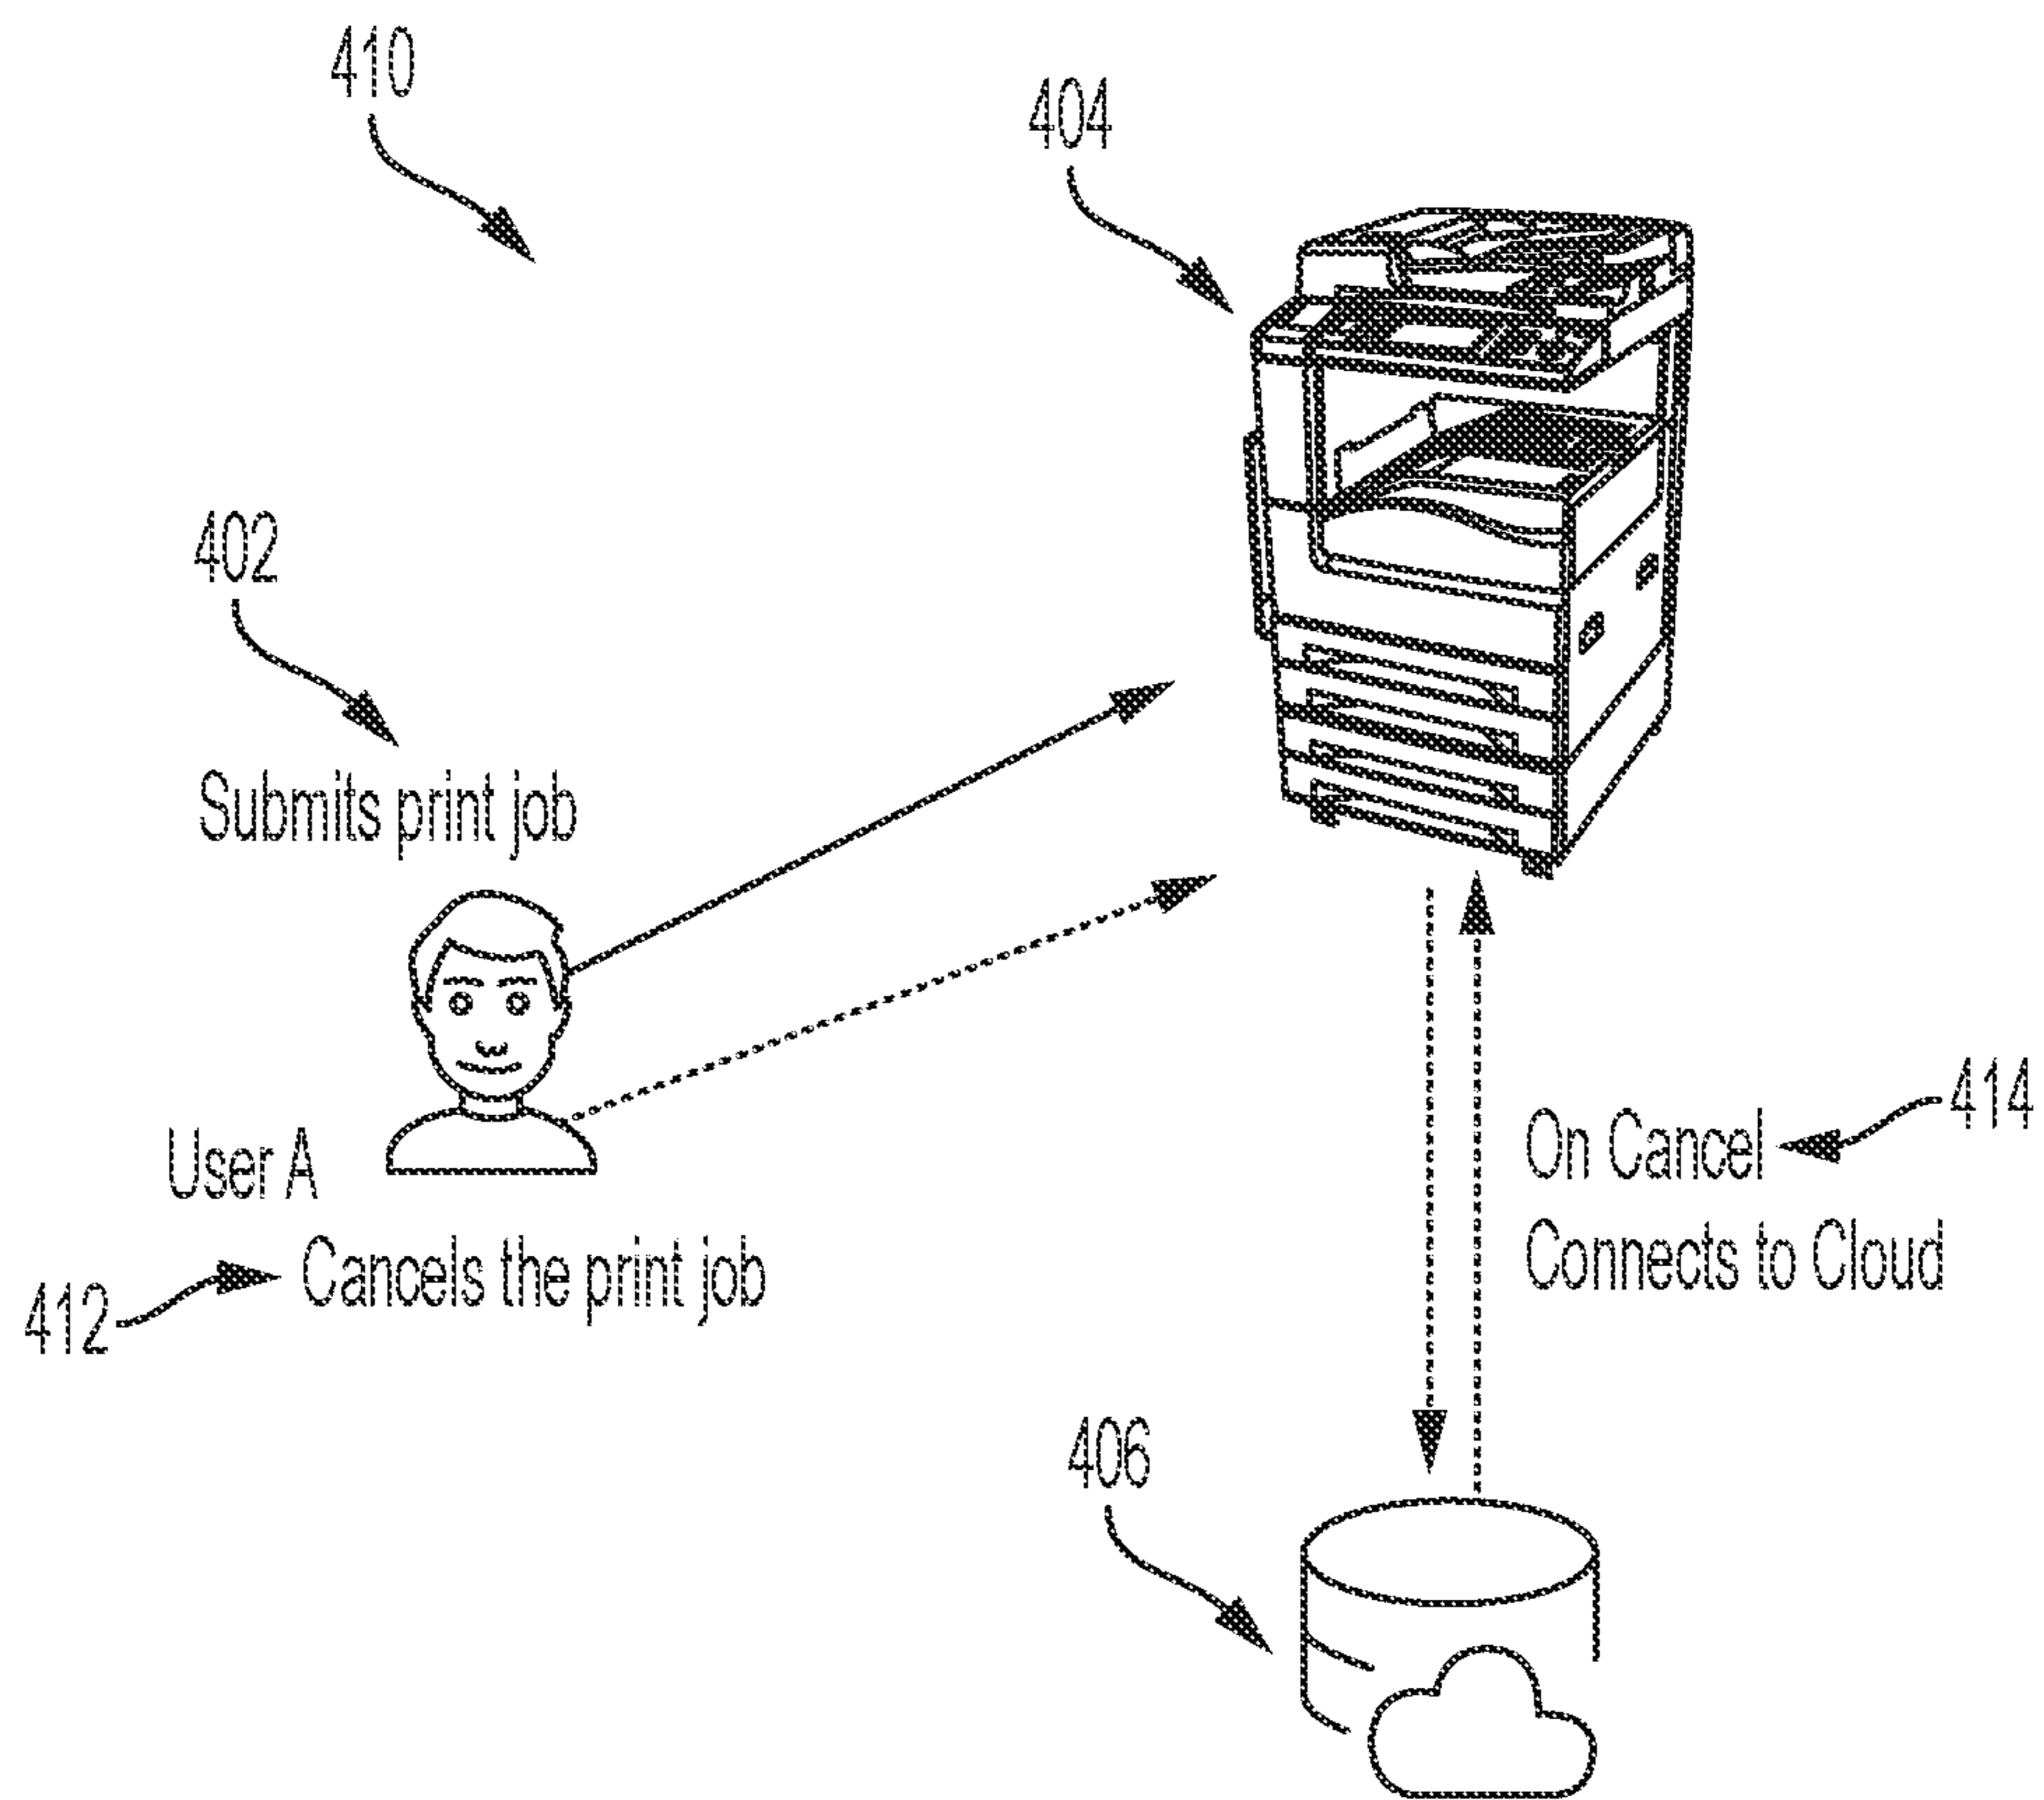 410
404
402
Submits print job
User A
Cancels the print job
412
On Cancel
Connects to Cloud
414
406